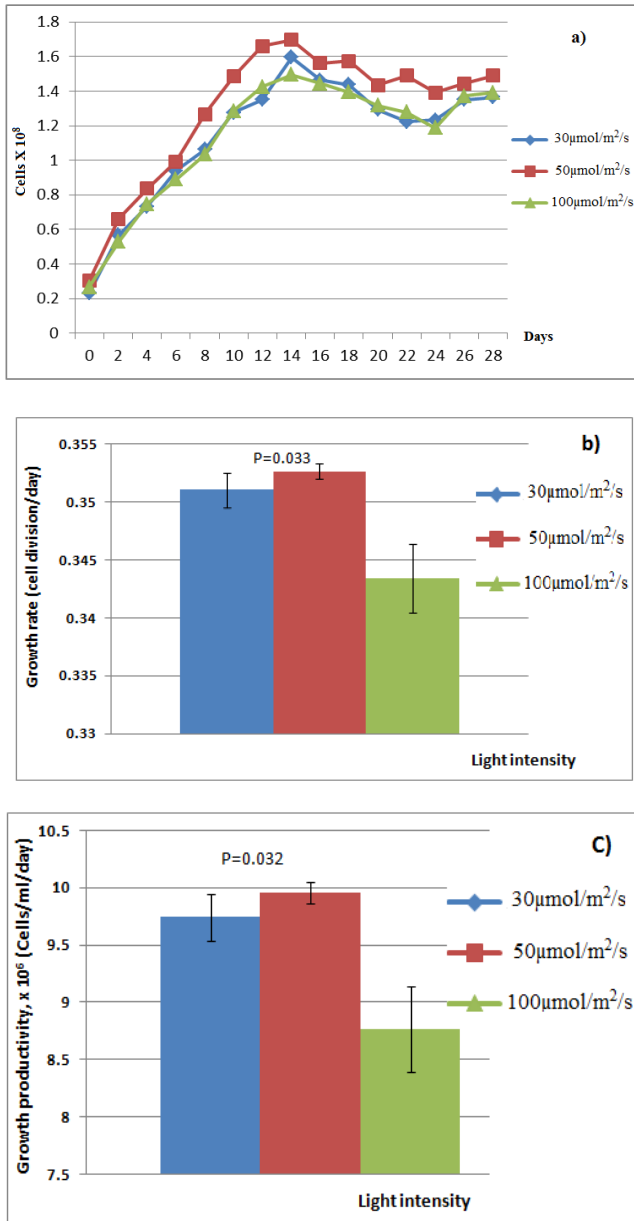 a)
1.8
1.6
1.4
1.2
1
0.8
0.6
0.4
0.2
0
Cells X 10⁸
0 2 4 6 8 10 12 14 16 18 20 22 24 26 28
Days
30µmol/m²/s
50µmol/m²/s
100µmol/m²/s
b)
0.355
0.35
0.345
0.34
0.335
0.33
Growth rate (cell division/day)
P=0.033
30µmol/m²/s
50µmol/m²/s
100µmol/m²/s
Light intensity
C)
10.5
10
9.5
9
8.5
8
7.5
Growth productivity, x 10⁶ (Cells/ml/day)
P=0.032
30µmol/m²/s
50µmol/m²/s
100µmol/m²/s
Light intensity